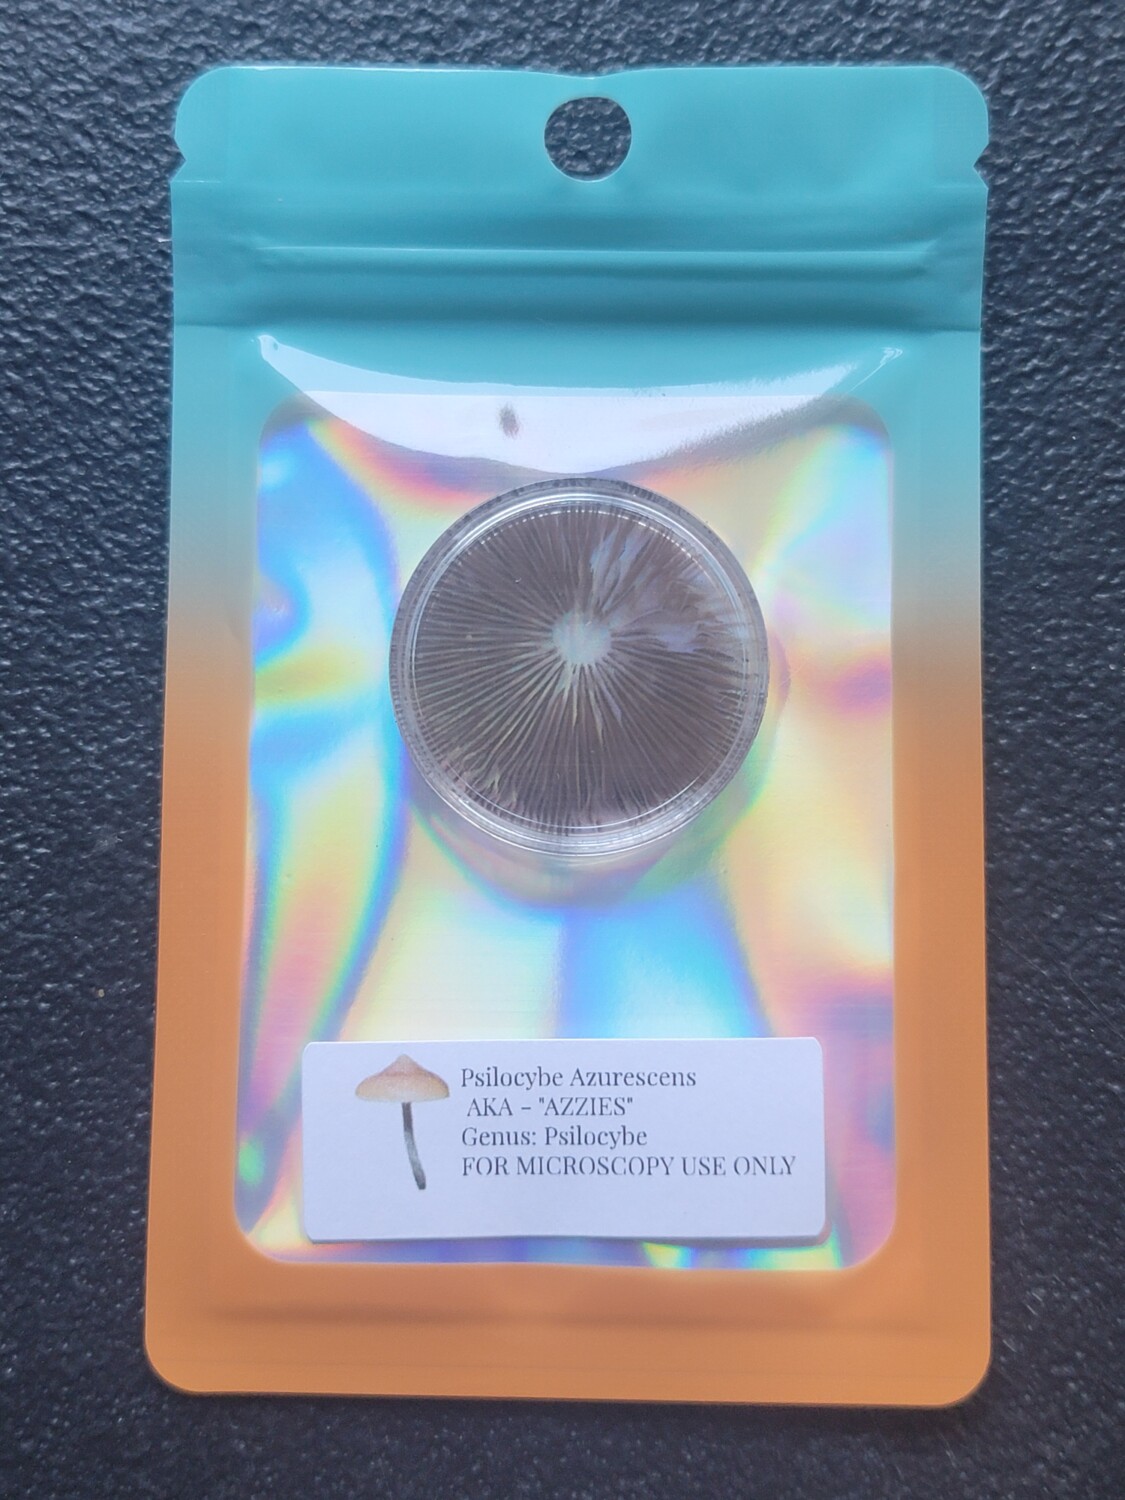 Psilocybe Azurescens
AKA - "AZZIES"
Genus: Psilocybe
FOR MICROSCOPY USE ONLY